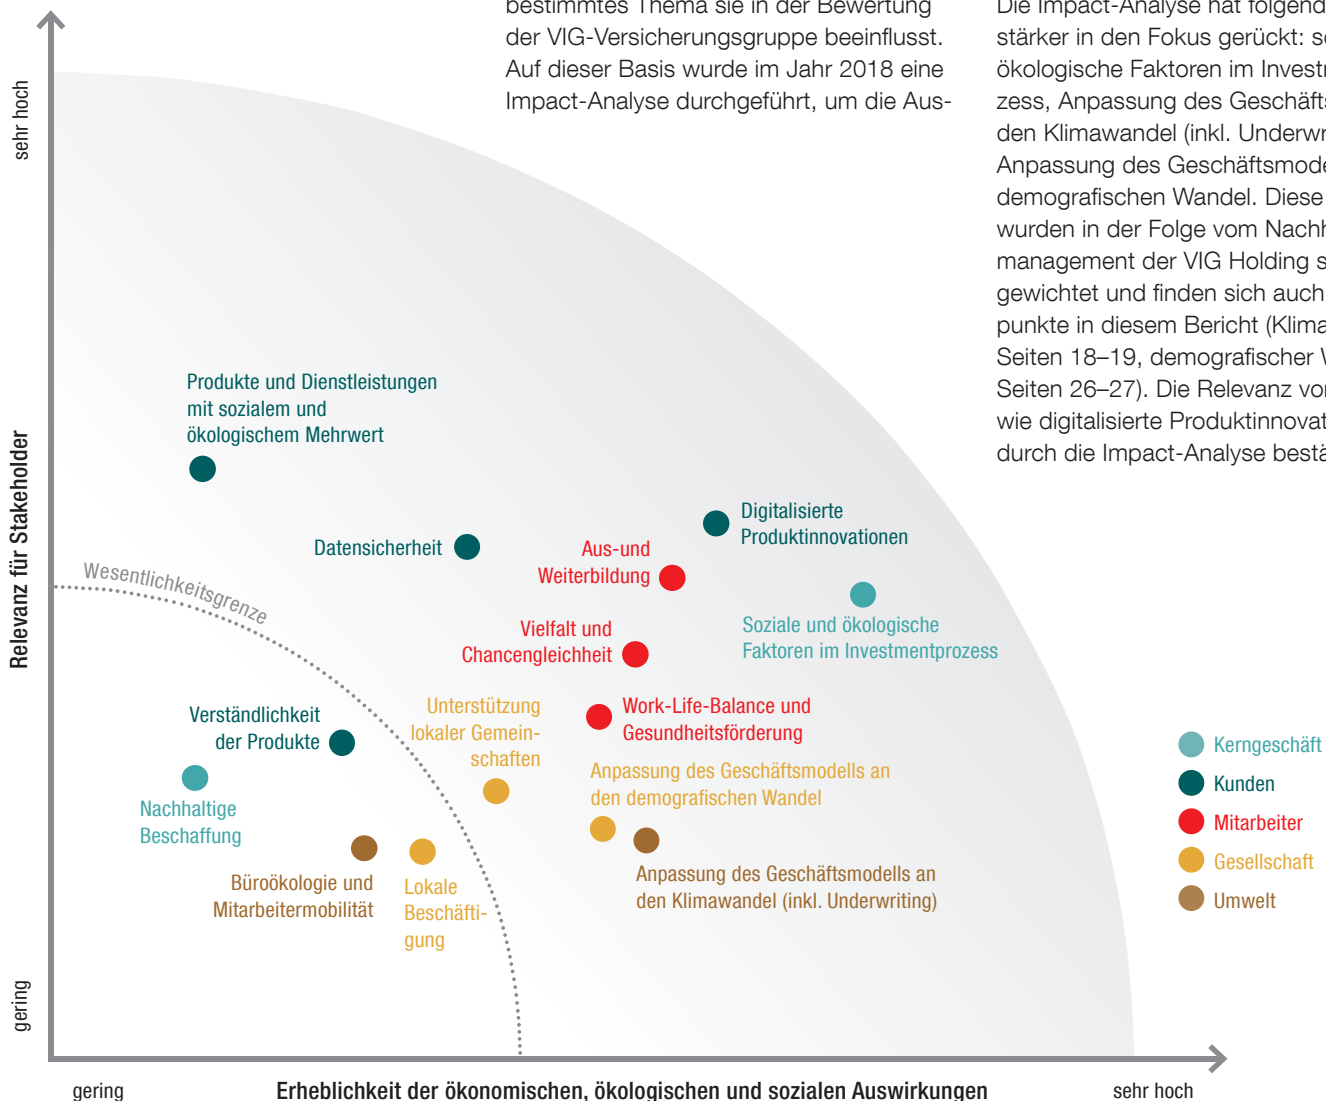 bestimmtes Thema sie in der Bewertung
der VIG-Versicherungsgruppe beeinflusst.
Auf dieser Basis wurde im Jahr 2018 eine
Impact-Analyse durchgeführt, um die Aus-
Die Impact-Analyse hat folgend
stärker in den Fokus gerückt: s
ökologische Faktoren im Invest
zess, Anpassung des Geschäfts
den Klimawandel (inkl. Underw
Anpassung des Geschäftsmode
demografischen Wandel. Diese
wurden in der Folge vom Nachh
management der VIG Holding s
gewichtet und finden sich auch
punkte in diesem Bericht (Klima
Seiten 18–19, demografischer W
Seiten 26–27). Die Relevanz vor
wie digitalisierte Produktinnovat
durch die Impact-Analyse bestä
sehr hoch
Relevanz für Stakeholder
gering
Produkte und Dienstleistungen
mit sozialem und
ökologischem Mehrwert
Datensicherheit
Digitalisierte
Produktinnovationen
Aus-und
Weiterbildung
Wesentlichkeitsgrenze
Soziale und ökologische
Faktoren im Investmentprozess
Vielfalt und
Chancengleichheit
Unterstützung
lokaler Gemein-
schaften
Work-Life-Balance und
Gesundheitsförderung
Verständlichkeit
der Produkte
Anpassung des Geschäftsmodells an
den demografischen Wandel
Nachhaltige
Beschaffung
Büroökologie und
Mitarbeitermobilität
Lokale
Beschäfti-
gung
Anpassung des Geschäftsmodells an
den Klimawandel (inkl. Underwriting)
Kerngeschäft
Kunden
Mitarbeiter
Gesellschaft
Umwelt
gering
Erheblichkeit der ökonomischen, ökologischen und sozialen Auswirkungen
sehr hoch